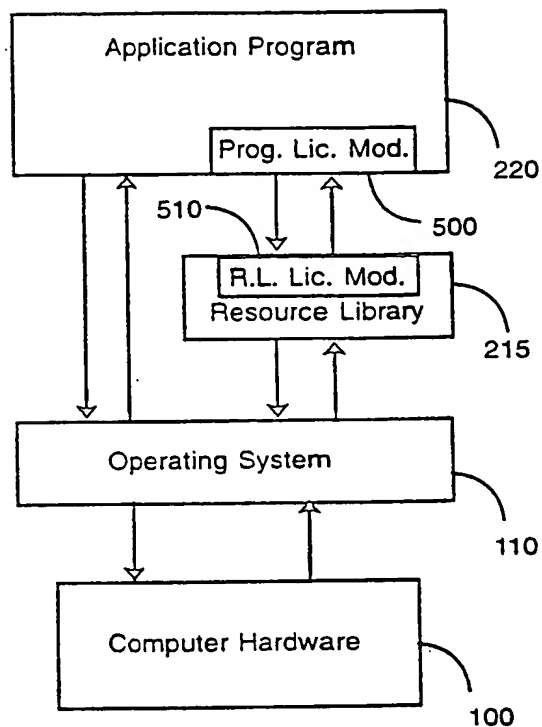 Application Program
Prog. Lic. Mod.
220
510
500
R.L. Lic. Mod.
Resource Library
215
Operating System
110
Computer Hardware
100